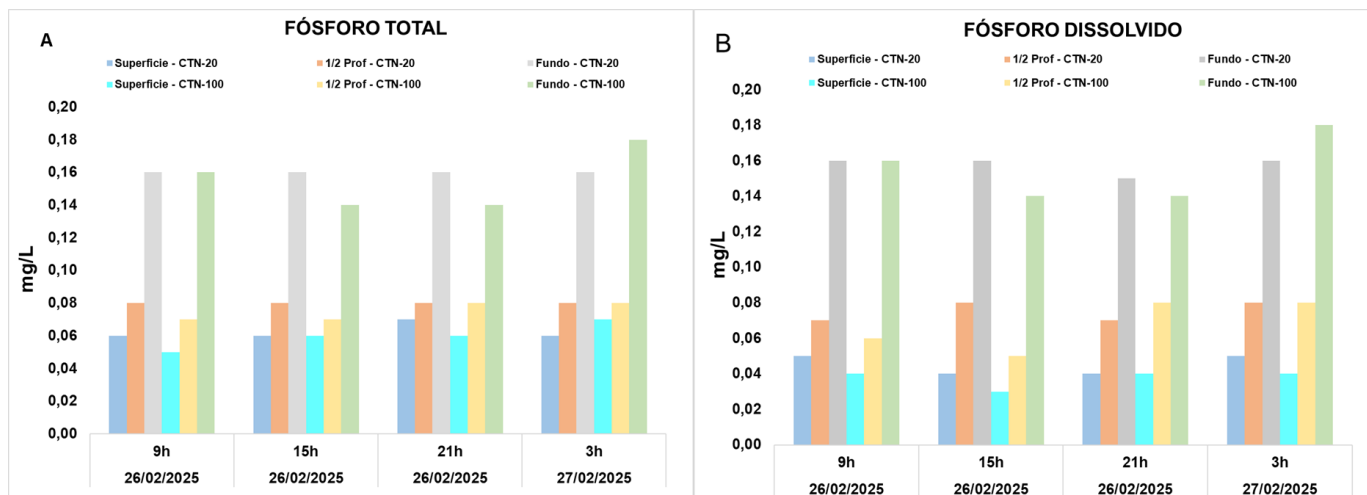 A
FÓSFORO TOTAL
Superficie - CTN-20
1/2 Prof - CTN-20
Fundo - CTN-20
Superficie - CTN-100
1/2 Prof - CTN-100
Fundo - CTN-100
mg/L
0,20
0,18
0,16
0,14
0,12
0,10
0,08
0,06
0,04
0,02
0,00
9h
15h
21h
3h
26/02/2025
26/02/2025
26/02/2025
27/02/2025
B
FÓSFORO DISSOLVIDO
Superficie - CTN-20
1/2 Prof - CTN-20
Fundo - CTN-20
Superficie - CTN-100
1/2 Prof - CTN-100
Fundo - CTN-100
mg/L
0,20
0,18
0,16
0,14
0,12
0,10
0,08
0,06
0,04
0,02
0,00
9h
15h
21h
3h
26/02/2025
26/02/2025
26/02/2025
27/02/2025